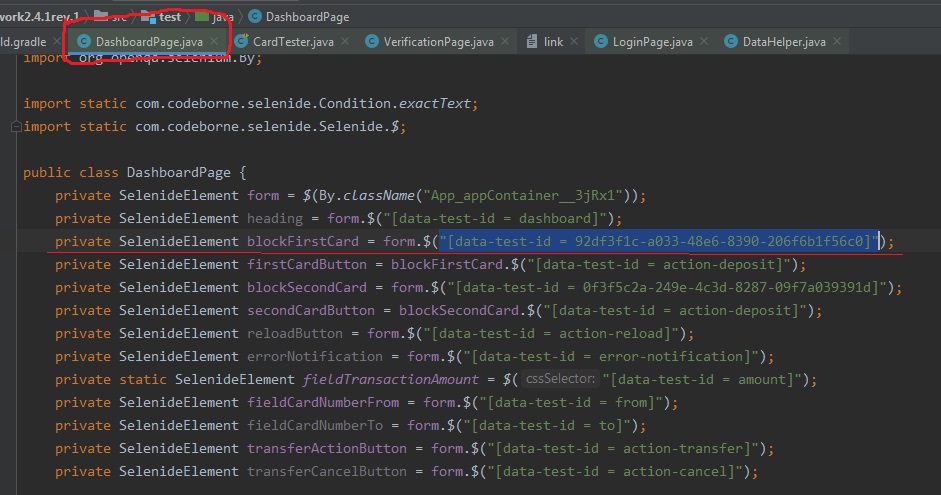 work2.4.1rev.1 src test java DashboardPage
ld.gradle DashboardPage.java CardTester.java VerificationPage.java link LoginPage.java DataHelper.java
import org.openqa.selenium.By;
import static com.codeborne.selenide.Condition.exactText;
import static com.codeborne.selenide.Selenide.$;
public class DashboardPage {
private SelenideElement form = $(By.className("App_appContainer__3jRx1"));
private SelenideElement heading = form.$("[data-test-id = dashboard]");
private SelenideElement blockFirstCard = form.$("[data-test-id = 92df3f1c-a033-48e6-8390-206f6b1f56c0]");
private SelenideElement firstCardButton = blockFirstCard.$("[data-test-id = action-deposit]");
private SelenideElement blockSecondCard = form.$("[data-test-id = 0f3f5c2a-249e-4c3d-8287-09f7a039391d]");
private SelenideElement secondCardButton = blockSecondCard.$("[data-test-id = action-deposit]");
private SelenideElement reloadButton = form.$("[data-test-id = action-reload]");
private SelenideElement errorNotification = form.$("[data-test-id = error-notification]");
private static SelenideElement fieldTransactionAmount = $( cssSelector: "[data-test-id = amount]");
private SelenideElement fieldCardNumberFrom = form.$("[data-test-id = from]");
private SelenideElement fieldCardNumberTo = form.$("[data-test-id = to]");
private SelenideElement transferActionButton = form.$("[data-test-id = action-transfer]");
private SelenideElement transferCancelButton = form.$("[data-test-id = action-cancel]");